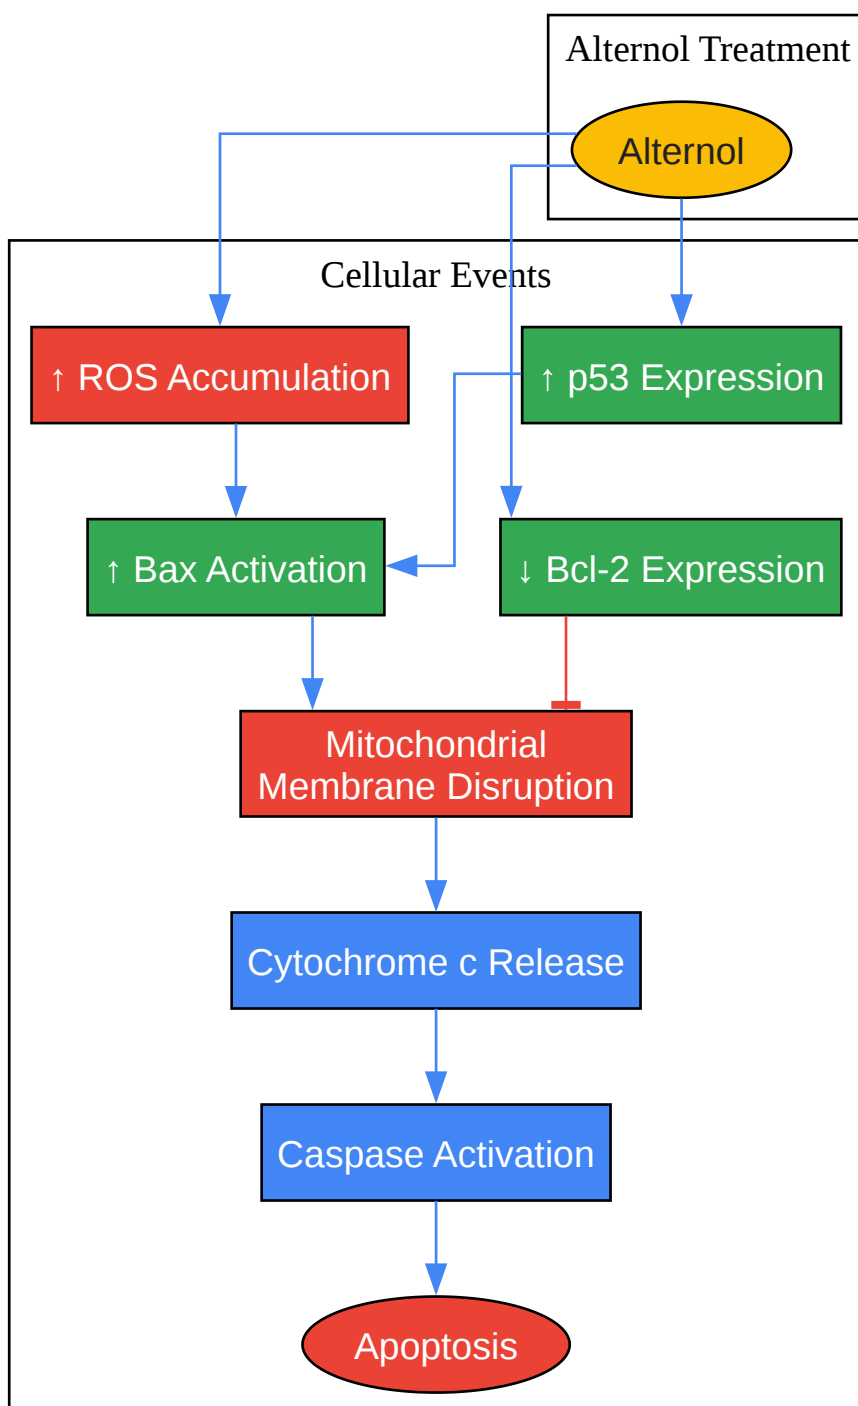 Alternol Treatment
Alternol
Cellular Events
↑ ROS Accumulation
↑ p53 Expression
↑ Bax Activation
↓ Bcl-2 Expression
Mitochondrial
Membrane Disruption
Cytochrome c Release
Caspase Activation
Apoptosis